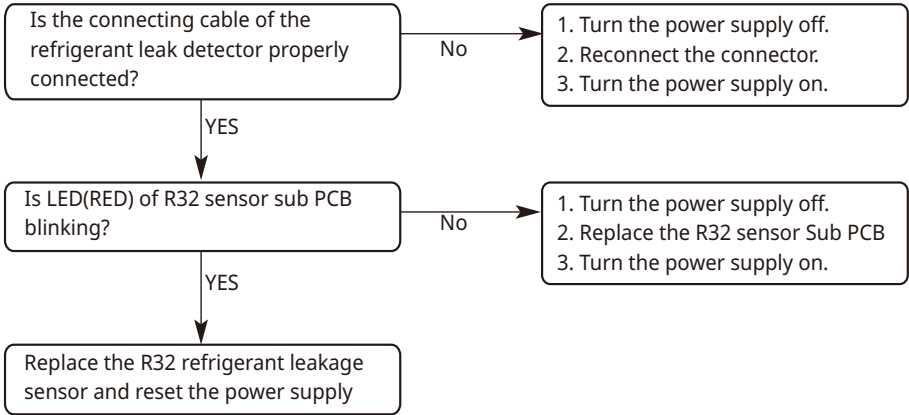 Is the connecting cable of the
refrigerant leak detector properly
connected?
No
1. Turn the power supply off.
2. Reconnect the connector.
3. Turn the power supply on.
YES
Is LED(RED) of R32 sensor sub PCB
blinking?
No
1. Turn the power supply off.
2. Replace the R32 sensor Sub PCB
3. Turn the power supply on.
YES
Replace the R32 refrigerant leakage
sensor and reset the power supply